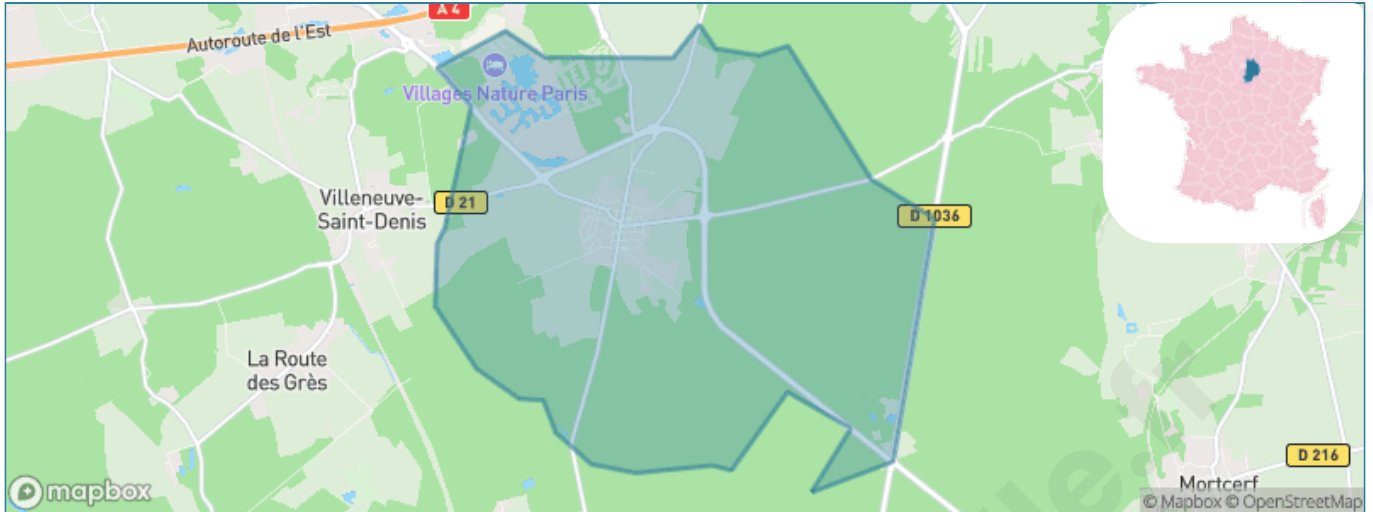 A 4
Autoroute de l'Est
Villages Nature Paris
Villeneuve-
Saint-Denis
D 21
D 1036
La Route
des Grès
D 216
Mortcerf
mapbox
© Mapbox © OpenStreetMap